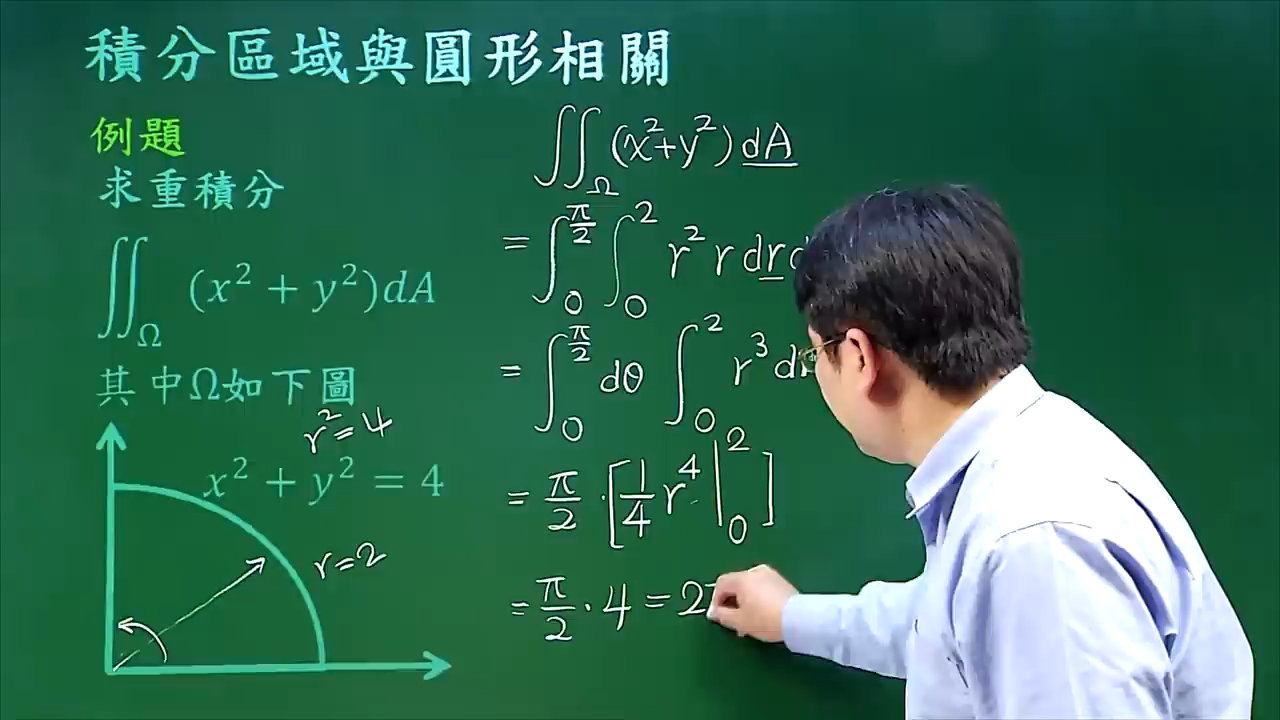 積分區域與圓形相關
例題
求重積分
∬_Ω (x² + y²)dA
其中Ω如下圖
r² = 4
x² + y² = 4
r=2
∬_Ω (x²+y²) dA
= ∫_0^{π/2} ∫_0^2 r² r dr
= ∫_0^{π/2} dθ ∫_0^2 r³ dr
= π/2 · [1/4 r⁴ |_0^2 ]
= π/2 · 4 = 2